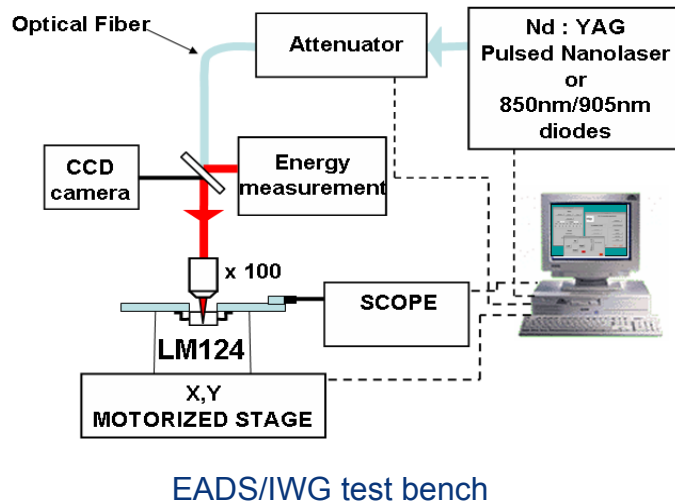 Optical Fiber
Attenuator
Nd : YAG
Pulsed Nanolaser
or
850nm/905nm
diodes
CCD
camera
Energy
measurement
x 100
SCOPE
LM124
X,Y
MOTORIZED STAGE
EADS/IWG test bench